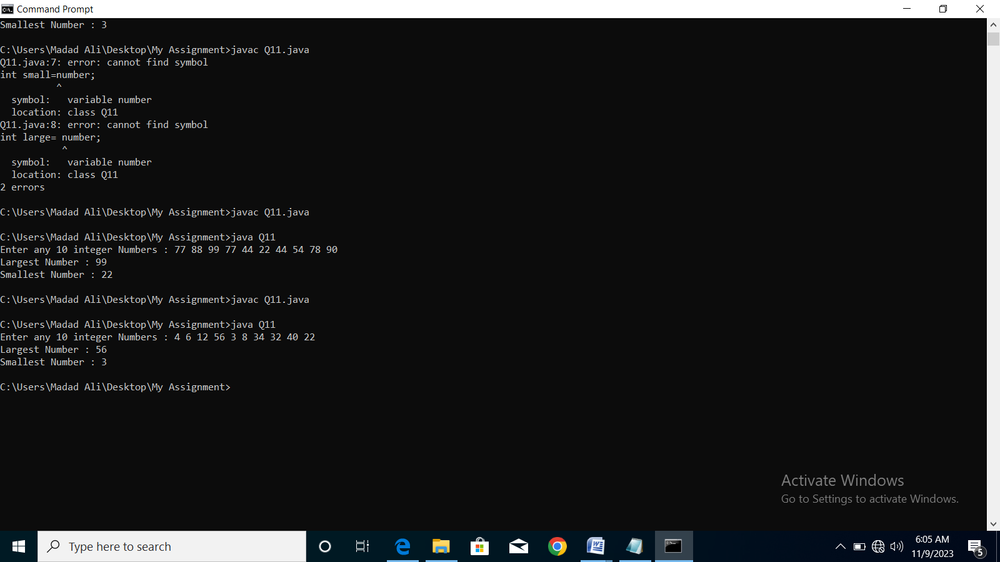 Command Prompt
Smallest Number : 3
C:\Users\Madad Ali\Desktop\My Assignment>javac Q11.java
Q11.java:7: error: cannot find symbol
int small=number;
^
symbol:   variable number
location: class Q11
Q11.java:8: error: cannot find symbol
int large= number;
^
symbol:   variable number
location: class Q11
2 errors
C:\Users\Madad Ali\Desktop\My Assignment>javac Q11.java
C:\Users\Madad Ali\Desktop\My Assignment>java Q11
Enter any 10 integer Numbers : 77 88 99 77 44 22 44 54 78 90
Largest Number : 99
Smallest Number : 22
C:\Users\Madad Ali\Desktop\My Assignment>javac Q11.java
C:\Users\Madad Ali\Desktop\My Assignment>java Q11
Enter any 10 integer Numbers : 4 6 12 56 3 8 34 32 40 22
Largest Number : 56
Smallest Number : 3
C:\Users\Madad Ali\Desktop\My Assignment>
Activate Windows
Go to Settings to activate Windows.
Type here to search
6:05 AM
11/9/2023
5